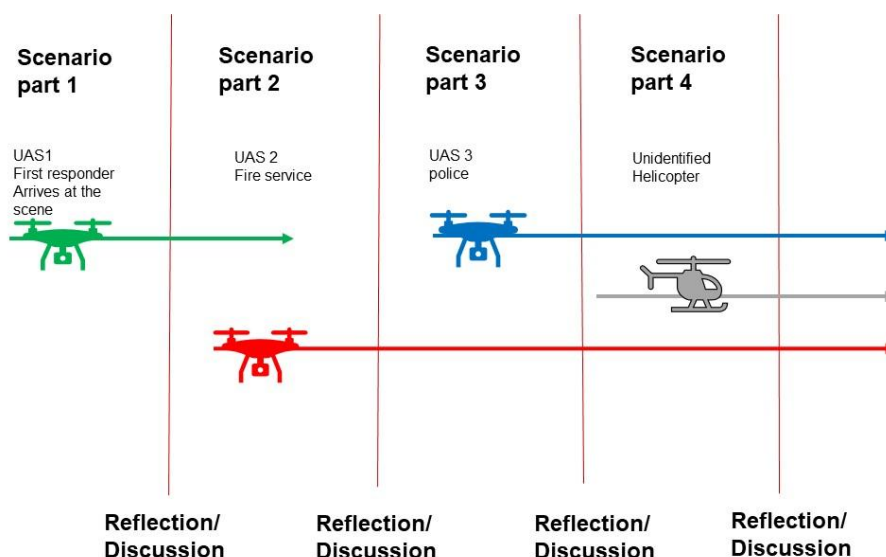 Scenario
part 1
Scenario
part 2
Scenario
part 3
Scenario
part 4
UAS1
First responder
Arrives at the
scene
UAS 2
Fire service
UAS 3
police
Unidentified
Helicopter
Reflection/
Discussion
Reflection/
Discussion
Reflection/
Discussion
Reflection/
Discussion